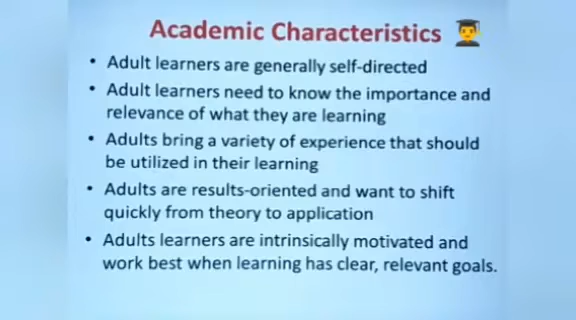 Academic Characteristics
• Adult learners are generally self-directed
• Adult learners need to know the importance and
relevance of what they are learning
• Adults bring a variety of experience that should
be utilized in their learning
• Adults are results-oriented and want to shift
quickly from theory to application
• Adults learners are intrinsically motivated and
work best when learning has clear, relevant goals.